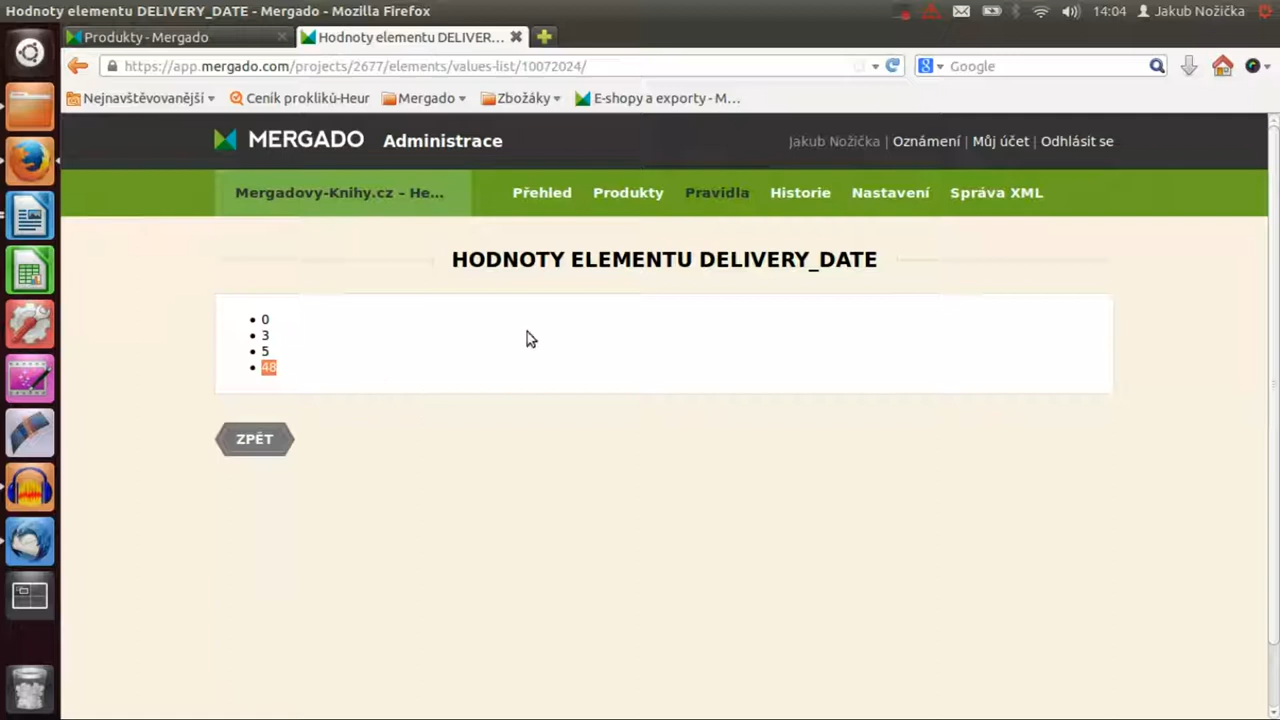 Hodnoty elementu DELIVERY_DATE - Mergado - Mozilla Firefox
14:04 Jakub Nožička
Produkty - Mergado
Hodnoty elementu DELIVER...
https://app.mergado.com/projects/2677/elements/values-list/10072024/
Google
Nejnavštěvovanější
Ceník prokliků-Heur
Mergado
Zbožáky
E-shopy a exporty - M...
MERGADO Administrace
Jakub Nožička | Oznámení | Můj účet | Odhlásit se
Mergadovy-Knihy.cz – He...
Přehled Produkty Pravidla Historie Nastavení Správa XML
HODNOTY ELEMENTU DELIVERY_DATE
• 0
• 3
• 5
• 48
ZPĚT